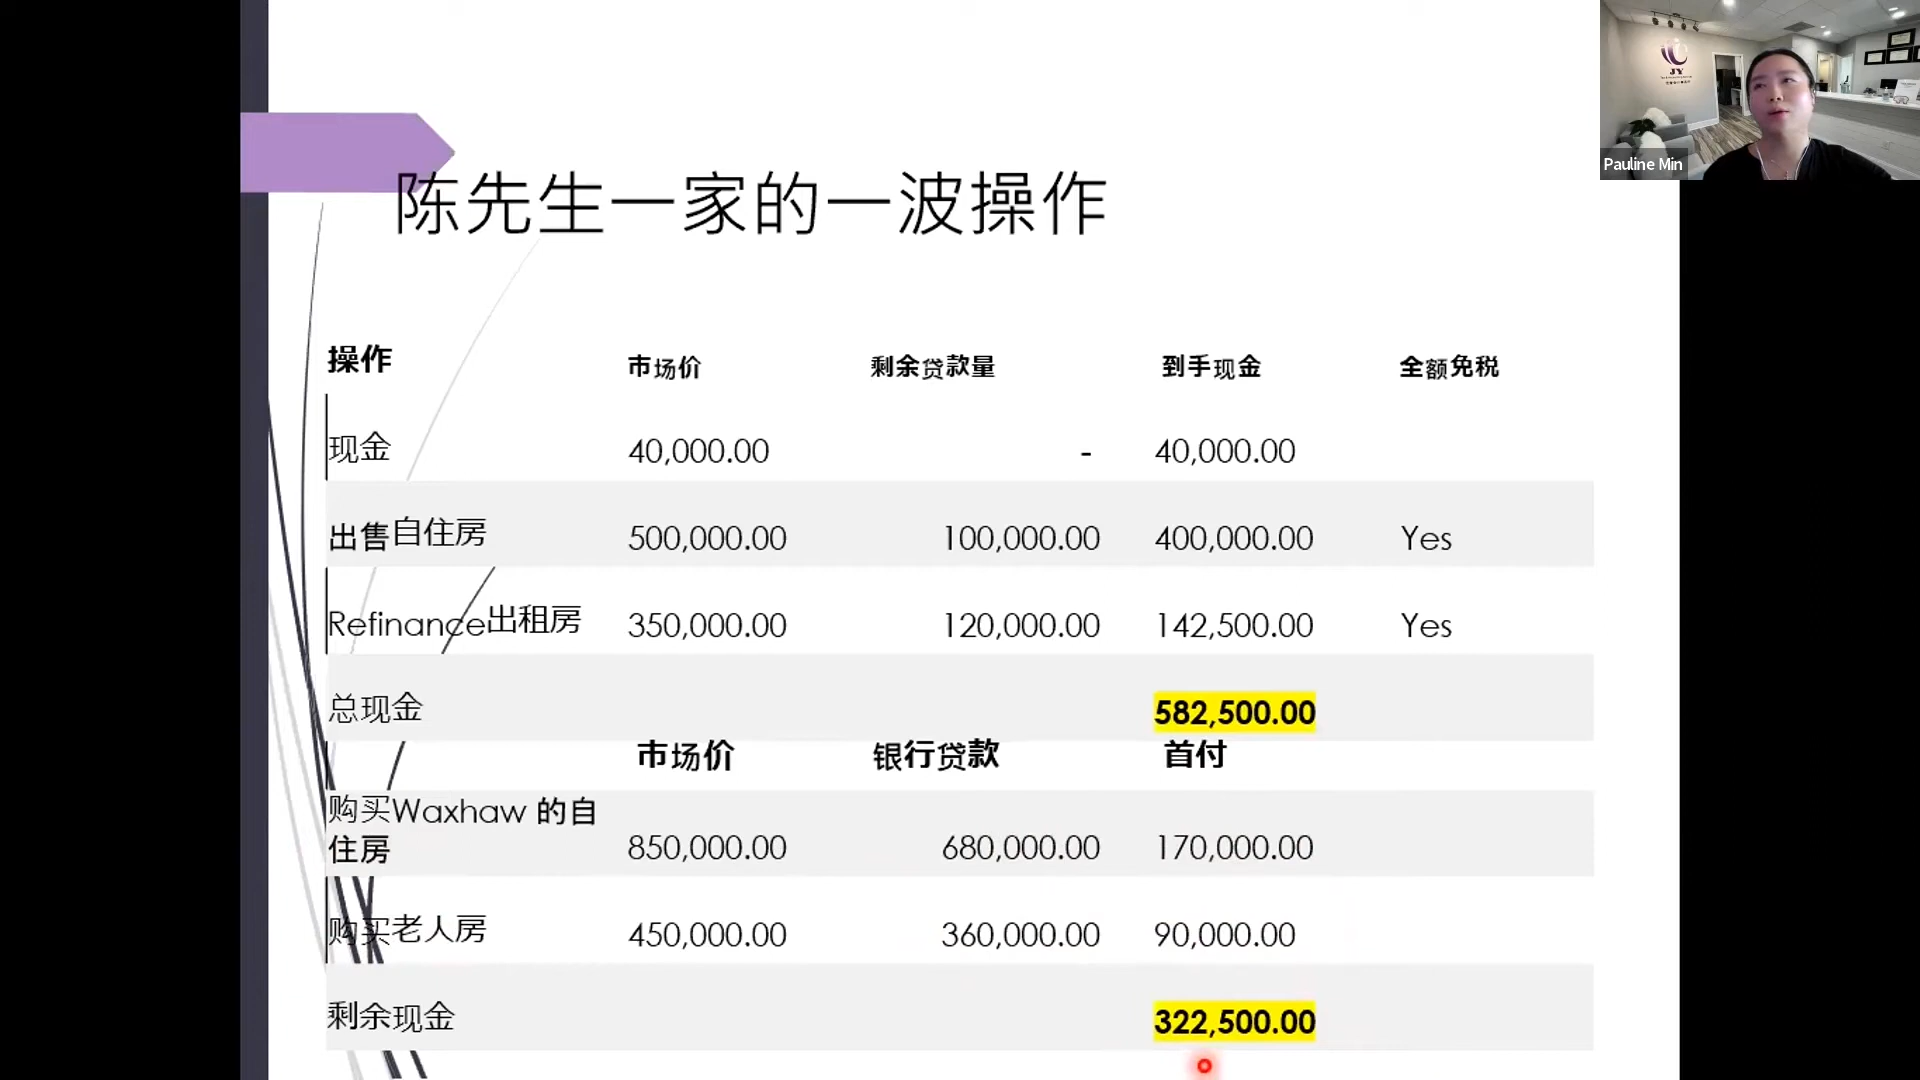 陈先生一家的一波操作
操作 市场价 剩余贷款量 到手现金 全额免税
现金 40,000.00 - 40,000.00
出售自住房 500,000.00 100,000.00 400,000.00 Yes
Refinance出租房 350,000.00 120,000.00 142,500.00 Yes
总现金 582,500.00
市场价 银行贷款 首付
购买Waxhaw 的自
住房 850,000.00 680,000.00 170,000.00
购买老人房 450,000.00 360,000.00 90,000.00
剩余现金 322,500.00
JY
Pauline Min